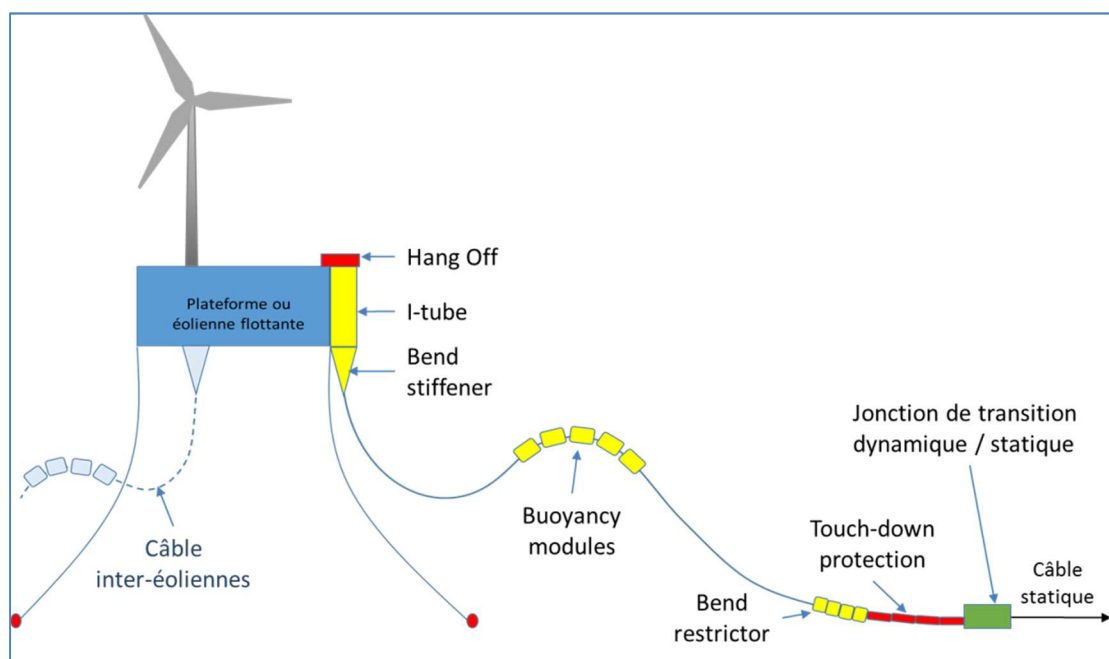 Hang Off
Plateforme ou
éolienne flottante
I-tube
Bend
stiffener
Jonction de transition
dynamique / statique
Buoyancy
modules
Touch-down
protection
Câble
inter-éoliennes
Câble
statique
Bend
restrictor